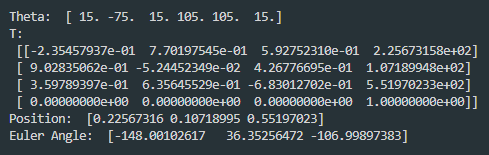 Theta:  [ 15. -75.  15. 105. 105.  15.]
T:
 [[-2.35457937e-01  7.70197545e-01  5.92752310e-01  2.25673158e+02]
 [ 9.02835062e-01 -5.24452349e-02  4.26776695e-01  1.07189948e+02]
 [ 3.59789397e-01  6.35645529e-01 -6.83012702e-01  5.51970233e+02]
 [ 0.00000000e+00  0.00000000e+00  0.00000000e+00  1.00000000e+00]]
Position:  [0.22567316 0.10718995 0.55197023]
Euler Angle:  [-148.00102617   36.35256472 -106.99897383]